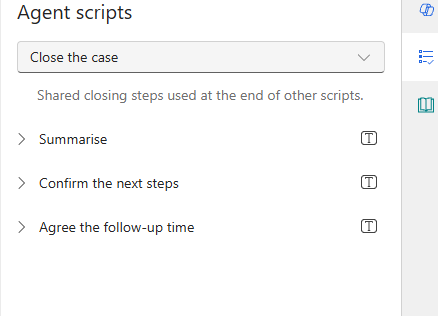 Agent scripts
Close the case
Shared closing steps used at the end of other scripts.
Summarise
T
Confirm the next steps
T
Agree the follow-up time
T